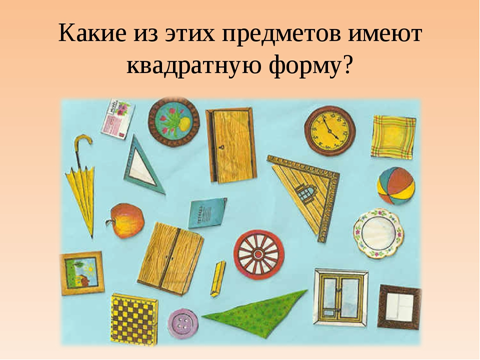 Какие из этих предметов имеют
квадратную форму?